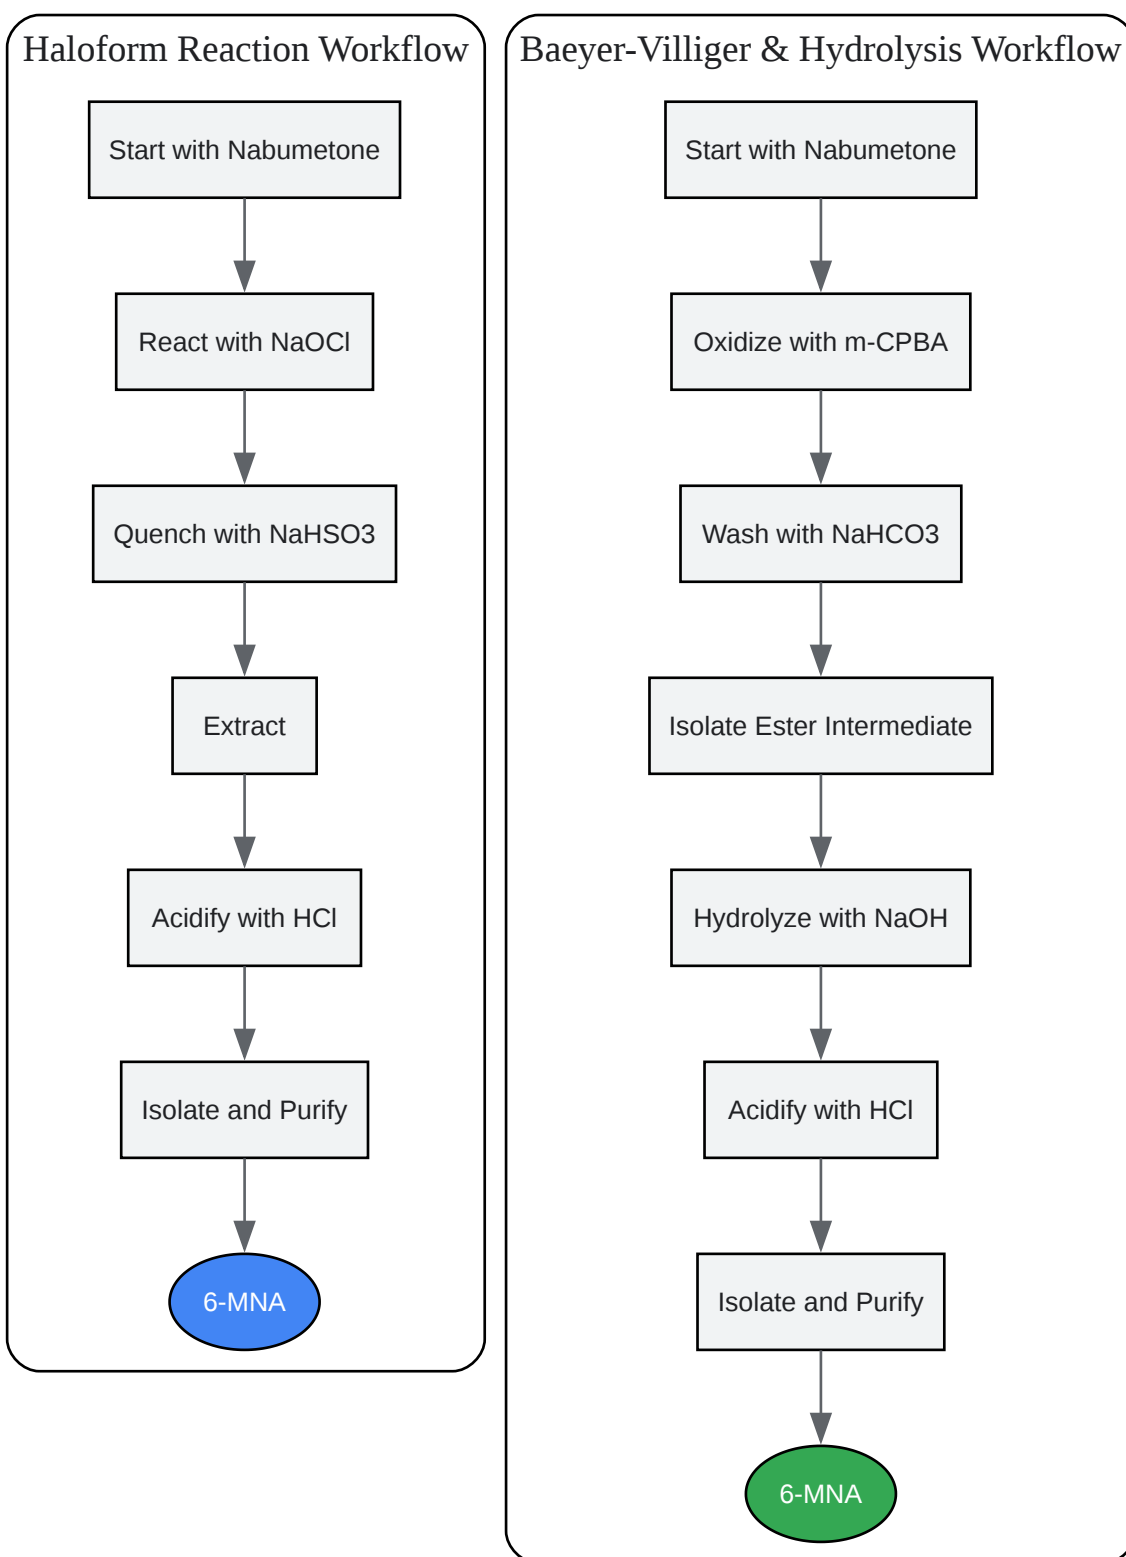 Haloform Reaction Workflow
Start with Nabumetone
React with NaOCl
Quench with NaHSO3
Extract
Acidify with HCl
Isolate and Purify
6-MNA
Baeyer-Villiger & Hydrolysis Workflow
Start with Nabumetone
Oxidize with m-CPBA
Wash with NaHCO3
Isolate Ester Intermediate
Hydrolyze with NaOH
Acidify with HCl
Isolate and Purify
6-MNA